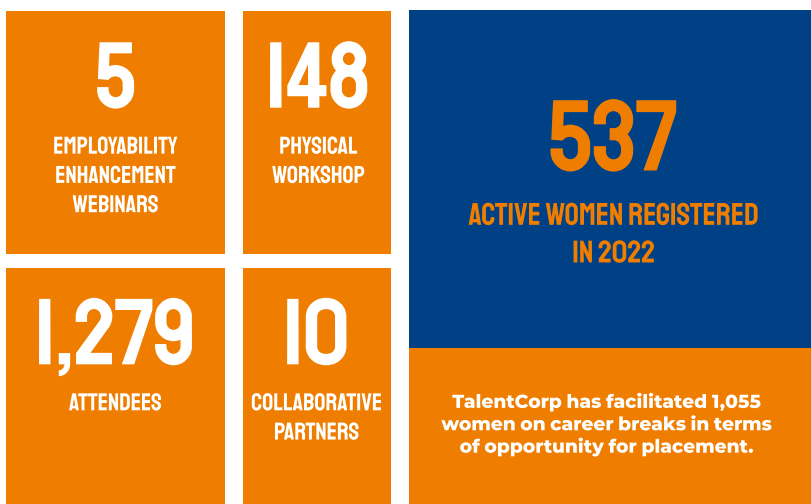 5
EMPLOYABILITY
ENHANCEMENT
WEBINARS
148
PHYSICAL
WORKSHOP
537
ACTIVE WOMEN REGISTERED
IN 2022
1,279
ATTENDEES
10
COLLABORATIVE
PARTNERS
TalentCorp has facilitated 1,055
women on career breaks in terms
of opportunity for placement.